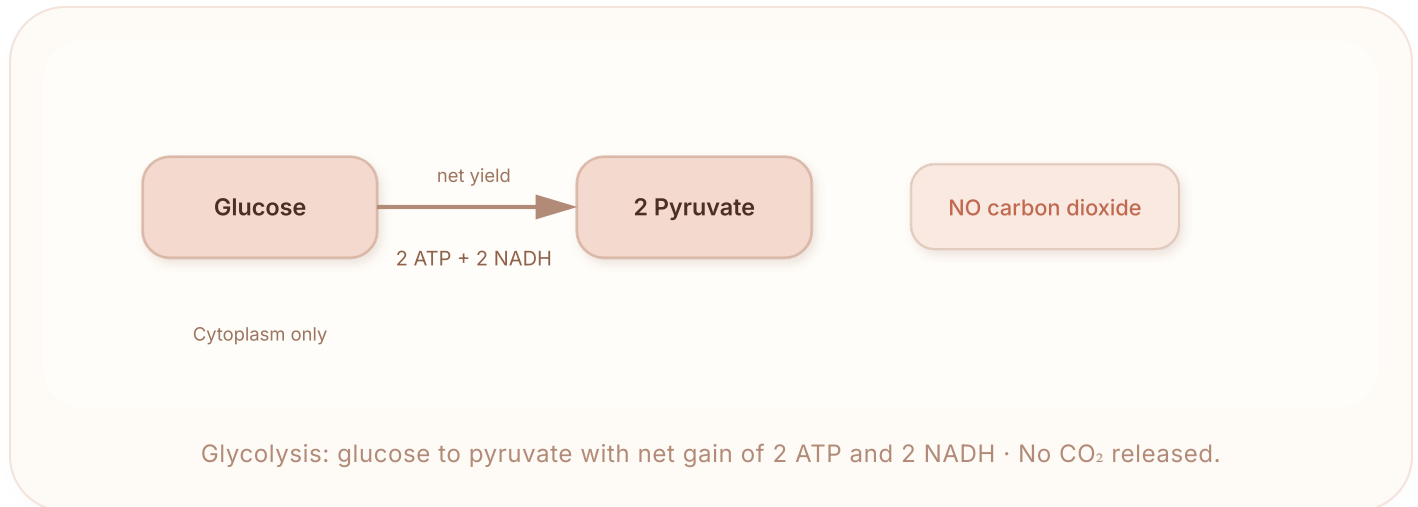 net yield
Glucose
2 Pyruvate
NO carbon dioxide
2 ATP + 2 NADH
Cytoplasm only
Glycolysis: glucose to pyruvate with net gain of 2 ATP and 2 NADH · No CO₂ released.